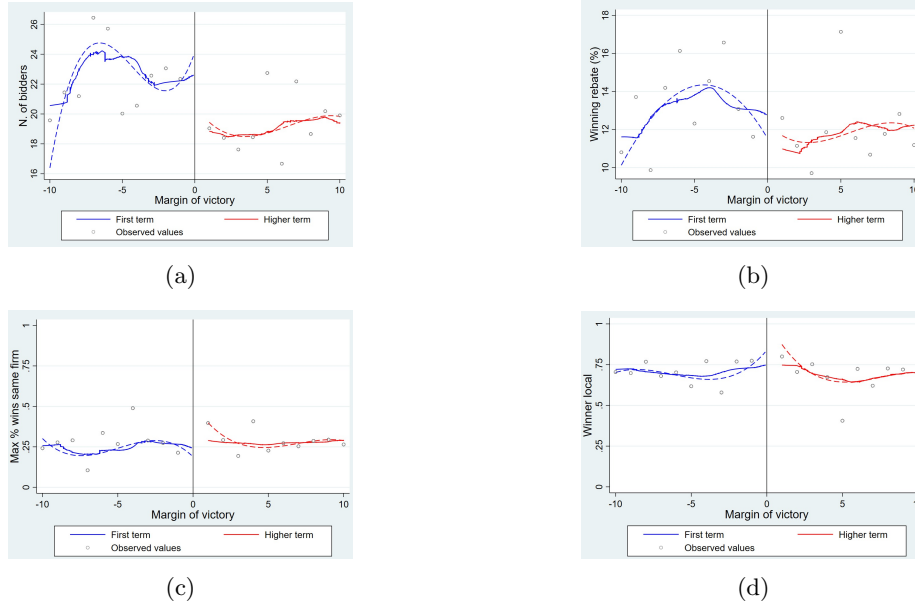 N. of bidders
26
24
22
20
18
16
-10 -5 0 5 10
Margin of victory
First term Higher term
Observed values
(a)
Winning rebate (%)
16
14
12
10
-10 -5 0 5 10
Margin of victory
First term Higher term
Observed values
(b)
Max % wins same firm
1
.75
.5
.25
0
-10 -5 0 5 10
Margin of victory
First term Higher term
Observed values
(c)
Winner local
1
.75
.5
.25
0
-10 -5 0 5 10
Margin of victory
First term Higher term
Observed values
(d)